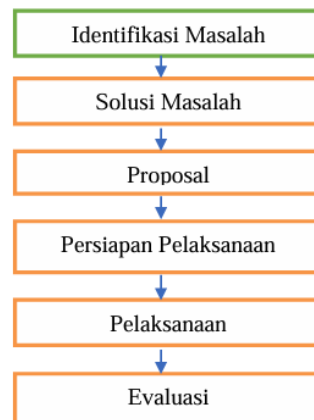 Identifikasi Masalah
Solusi Masalah
Proposal
Persiapan Pelaksanaan
Pelaksanaan
Evaluasi